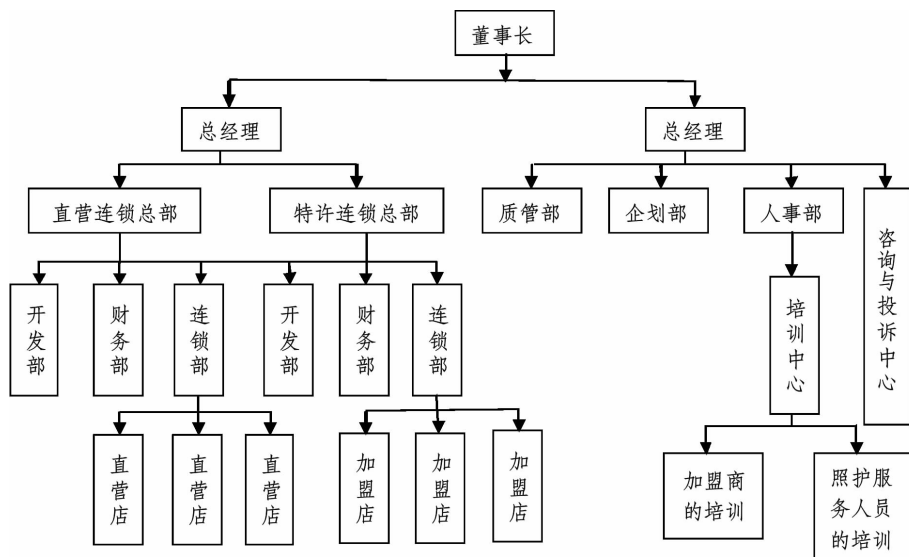 董事长
总经理
总经理
直营连锁总部
特许连锁总部
质管部
企划部
人事部
咨询与投诉中心
开发部
财务部
连锁部
开发部
财务部
连锁部
培训中心
直营店
直营店
直营店
加盟店
加盟店
加盟店
加盟商
的培训
照护服
务人员
的培训